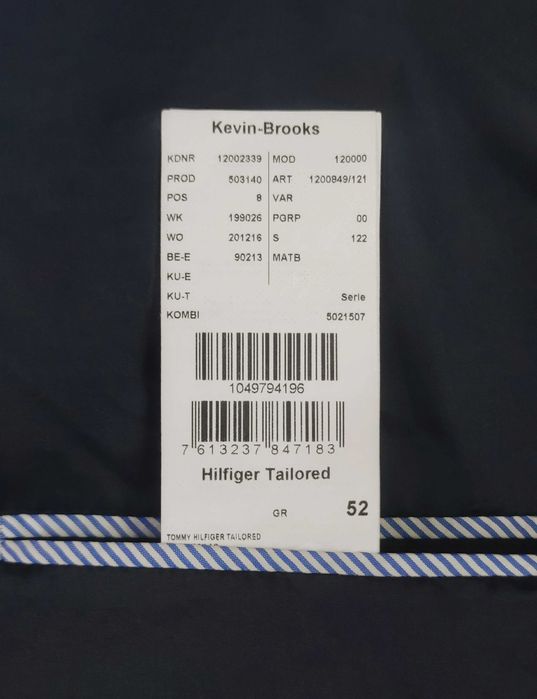 Kevin-Brooks
KDNR 12002339 MOD 120000
PROD 503140 ART 1200849/121
POS 8 VAR
WK 199026 PGRP 00
WO 201216 S 122
BE-E 90213 MATB
KU-E
KU-T Serie
KOMBI 5021507
1049794196
7 613237 847183
Hilfiger Tailored
GR 52
TOMMY HILFIGER TAILORED